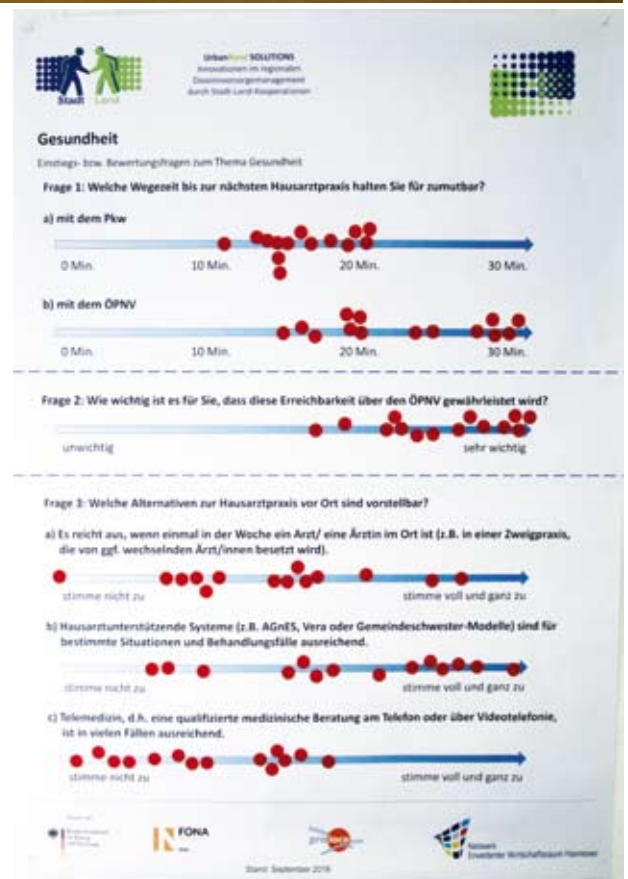 Stadt Land
UrbanRural SOLUTIONS
Innovationen im regionalen
Daseinsvorsorgemanagement
durch Stadt-Land-Kooperationen
Gesundheit
Einstiegs- bzw. Bewertungsfragen zum Thema Gesundheit
Frage 1: Welche Wegezeit bis zur nächsten Hausarztpraxis halten Sie für zumutbar?
a) mit dem Pkw
0 Min. 10 Min. 20 Min. 30 Min.
b) mit dem ÖPNV
0 Min. 10 Min. 20 Min. 30 Min.
Frage 2: Wie wichtig ist es für Sie, dass diese Erreichbarkeit über den ÖPNV gewährleistet wird?
unwichtig sehr wichtig
Frage 3: Welche Alternativen zur Hausarztpraxis vor Ort sind vorstellbar?
a) Es reicht aus, wenn einmal in der Woche ein Arzt/ eine Ärztin im Ort ist (z.B. in einer Zweigpraxis,
die von ggf. wechselnden Ärzt/innen besetzt wird).
stimme nicht zu stimme voll und ganz zu
b) Hausarztunterstützende Systeme (z.B. AGnES, Vera oder Gemeindeschwester-Modelle) sind für
bestimmte Situationen und Behandlungsfälle ausreichend.
stimme nicht zu stimme voll und ganz zu
c) Telemedizin, d.h. eine qualifizierte medizinische Beratung am Telefon oder über Videotelefonie,
ist in vielen Fällen ausreichend.
stimme nicht zu stimme voll und ganz zu
FONA
Netzwerk
Erweiterter Wirtschaftsraum Hannover
Stand: September 2016